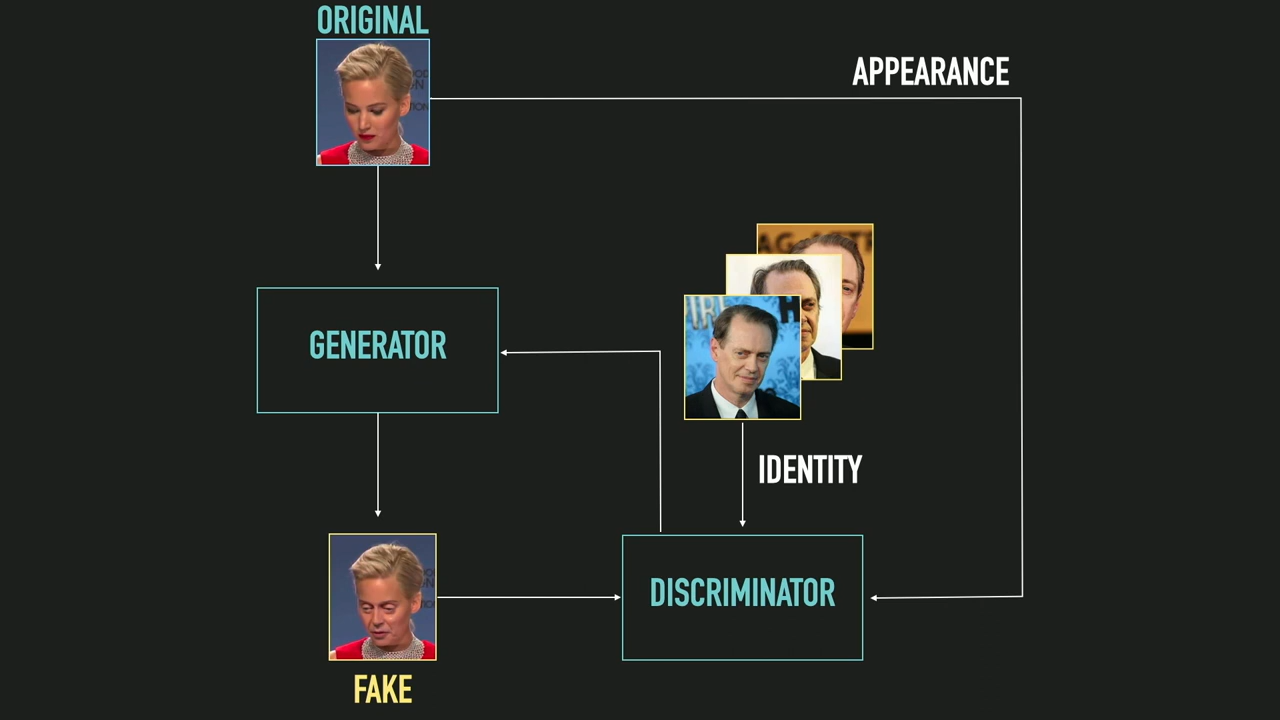 ORIGINAL
APPEARANCE
GENERATOR
IDENTITY
DISCRIMINATOR
FAKE